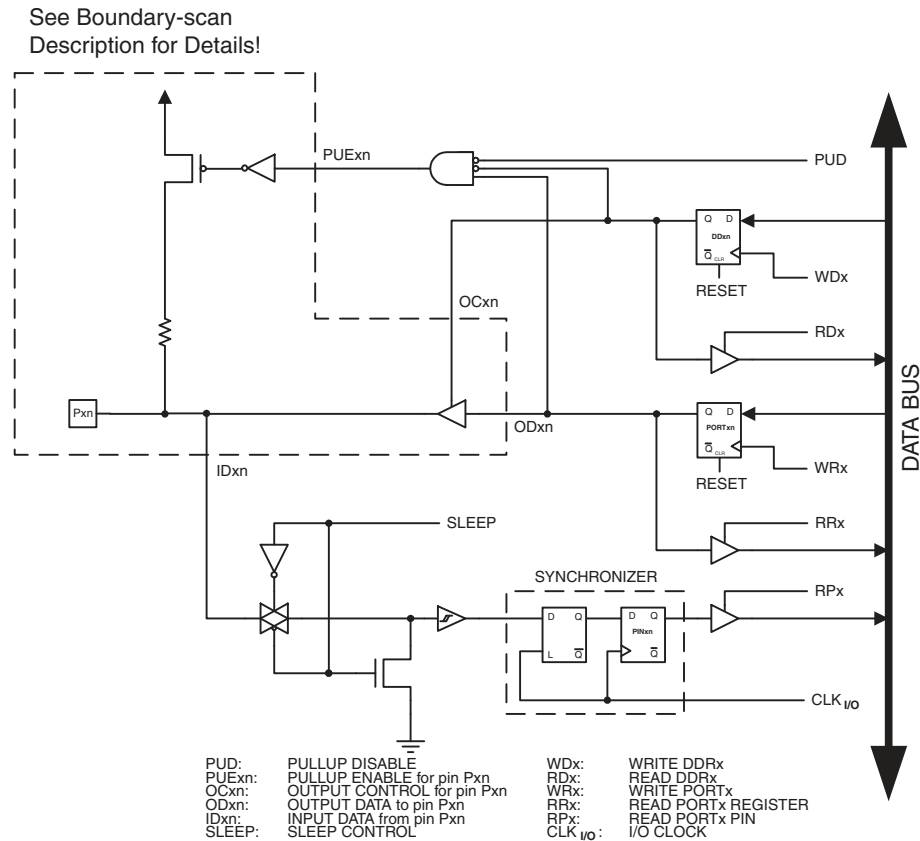 See Boundary-scan
Description for Details!
PUExn
PUD
Q D
DDxn
Q CLR
WDx
RESET
OCxn
RDx
Pxn
ODxn
Q D
PORTxn
Q CLR
WRx
RESET
IDxn
SLEEP
RRx
SYNCHRONIZER
RPx
D Q
L Q
D Q
PINxn
Q
CLK I/O
DATA BUS
PUD: PULLUP DISABLE
PUExn: PULLUP ENABLE for pin Pxn
OCxn: OUTPUT CONTROL for pin Pxn
ODxn: OUTPUT DATA to pin Pxn
IDxn: INPUT DATA from pin Pxn
SLEEP: SLEEP CONTROL
WDx: WRITE DDRx
RDx: READ DDRx
WRx: WRITE PORTx
RRx: READ PORTx REGISTER
RPx: READ PORTx PIN
CLK I/O: I/O CLOCK